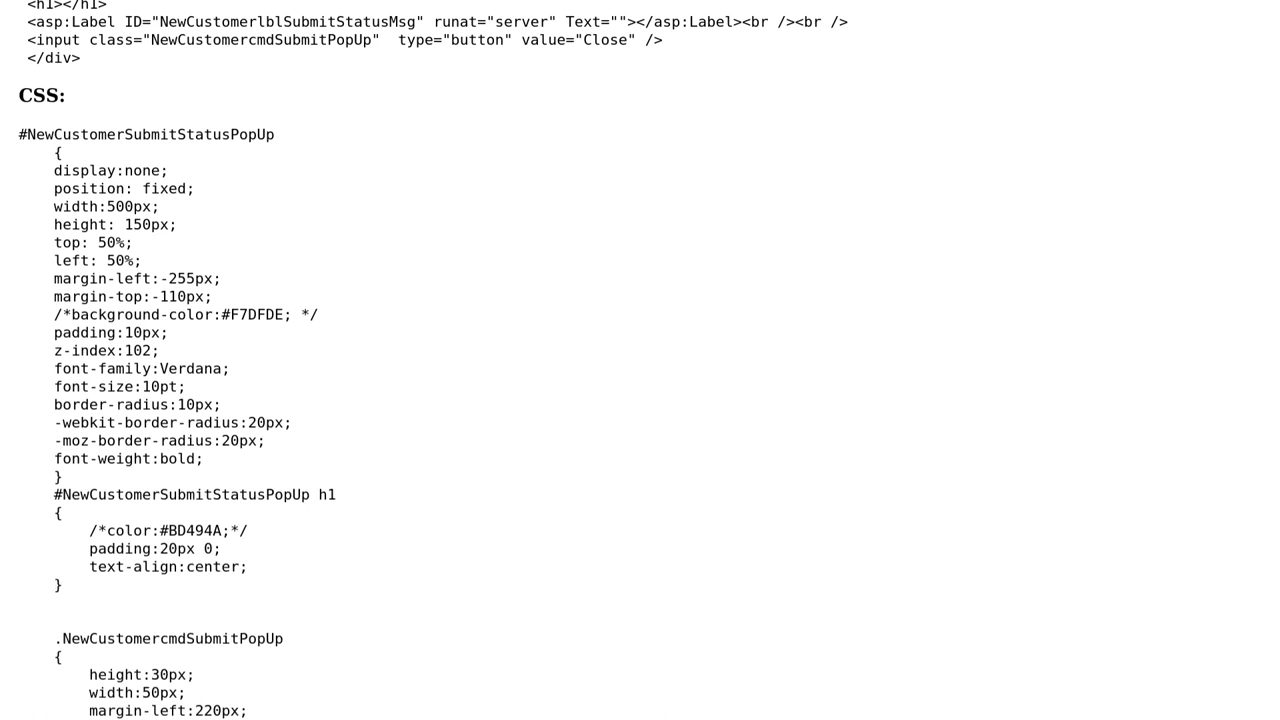 <h1></h1>
<asp:Label ID="NewCustomerlblSubmitStatusMsg" runat="server" Text=""></asp:Label><br /><br />
<input class="NewCustomercmdSubmitPopUp"  type="button" value="Close" />
</div>
CSS:
#NewCustomerSubmitStatusPopUp
{
display:none;
position: fixed;
width:500px;
height: 150px;
top: 50%;
left: 50%;
margin-left:-255px;
margin-top:-110px;
/*background-color:#F7DFDE; */
padding:10px;
z-index:102;
font-family:Verdana;
font-size:10pt;
border-radius:10px;
-webkit-border-radius:20px;
-moz-border-radius:20px;
font-weight:bold;
}
#NewCustomerSubmitStatusPopUp h1
{
/*color:#BD494A;*/
padding:20px 0;
text-align:center;
}
.NewCustomercmdSubmitPopUp
{
height:30px;
width:50px;
margin-left:220px;